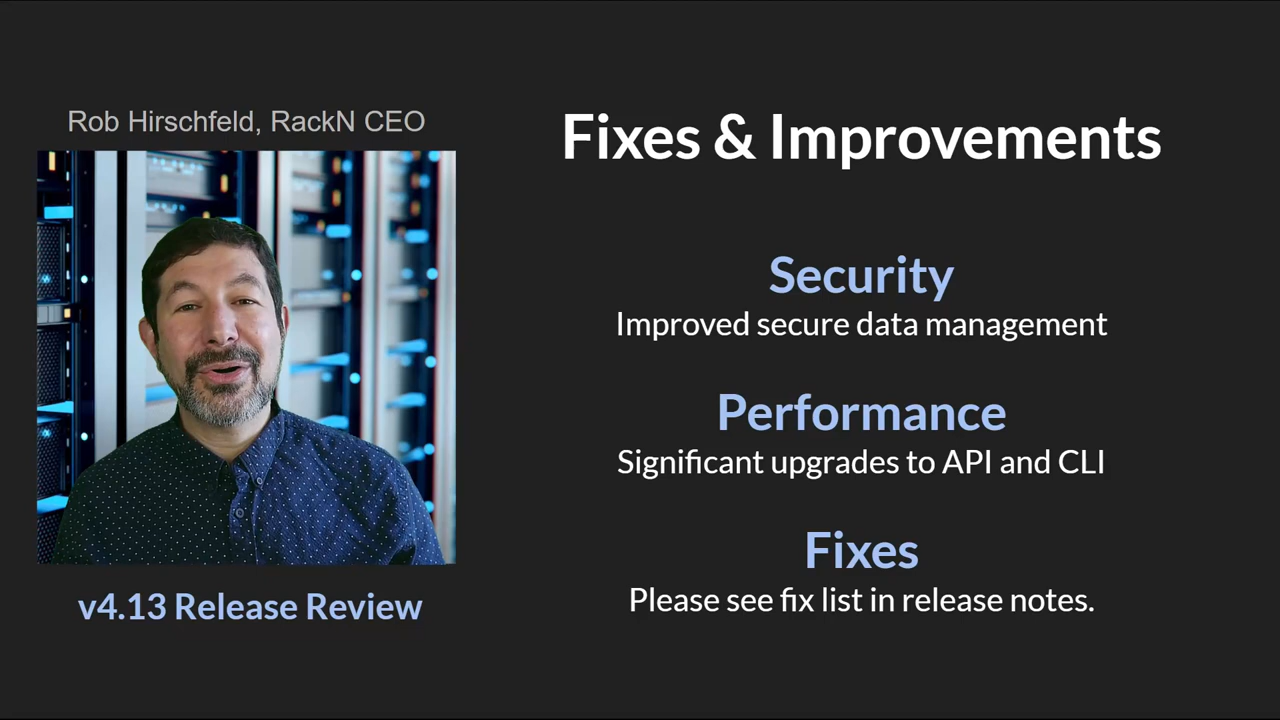 Rob Hirschfeld, RackN CEO
v4.13 Release Review
Fixes & Improvements
Security
Improved secure data management
Performance
Significant upgrades to API and CLI
Fixes
Please see fix list in release notes.